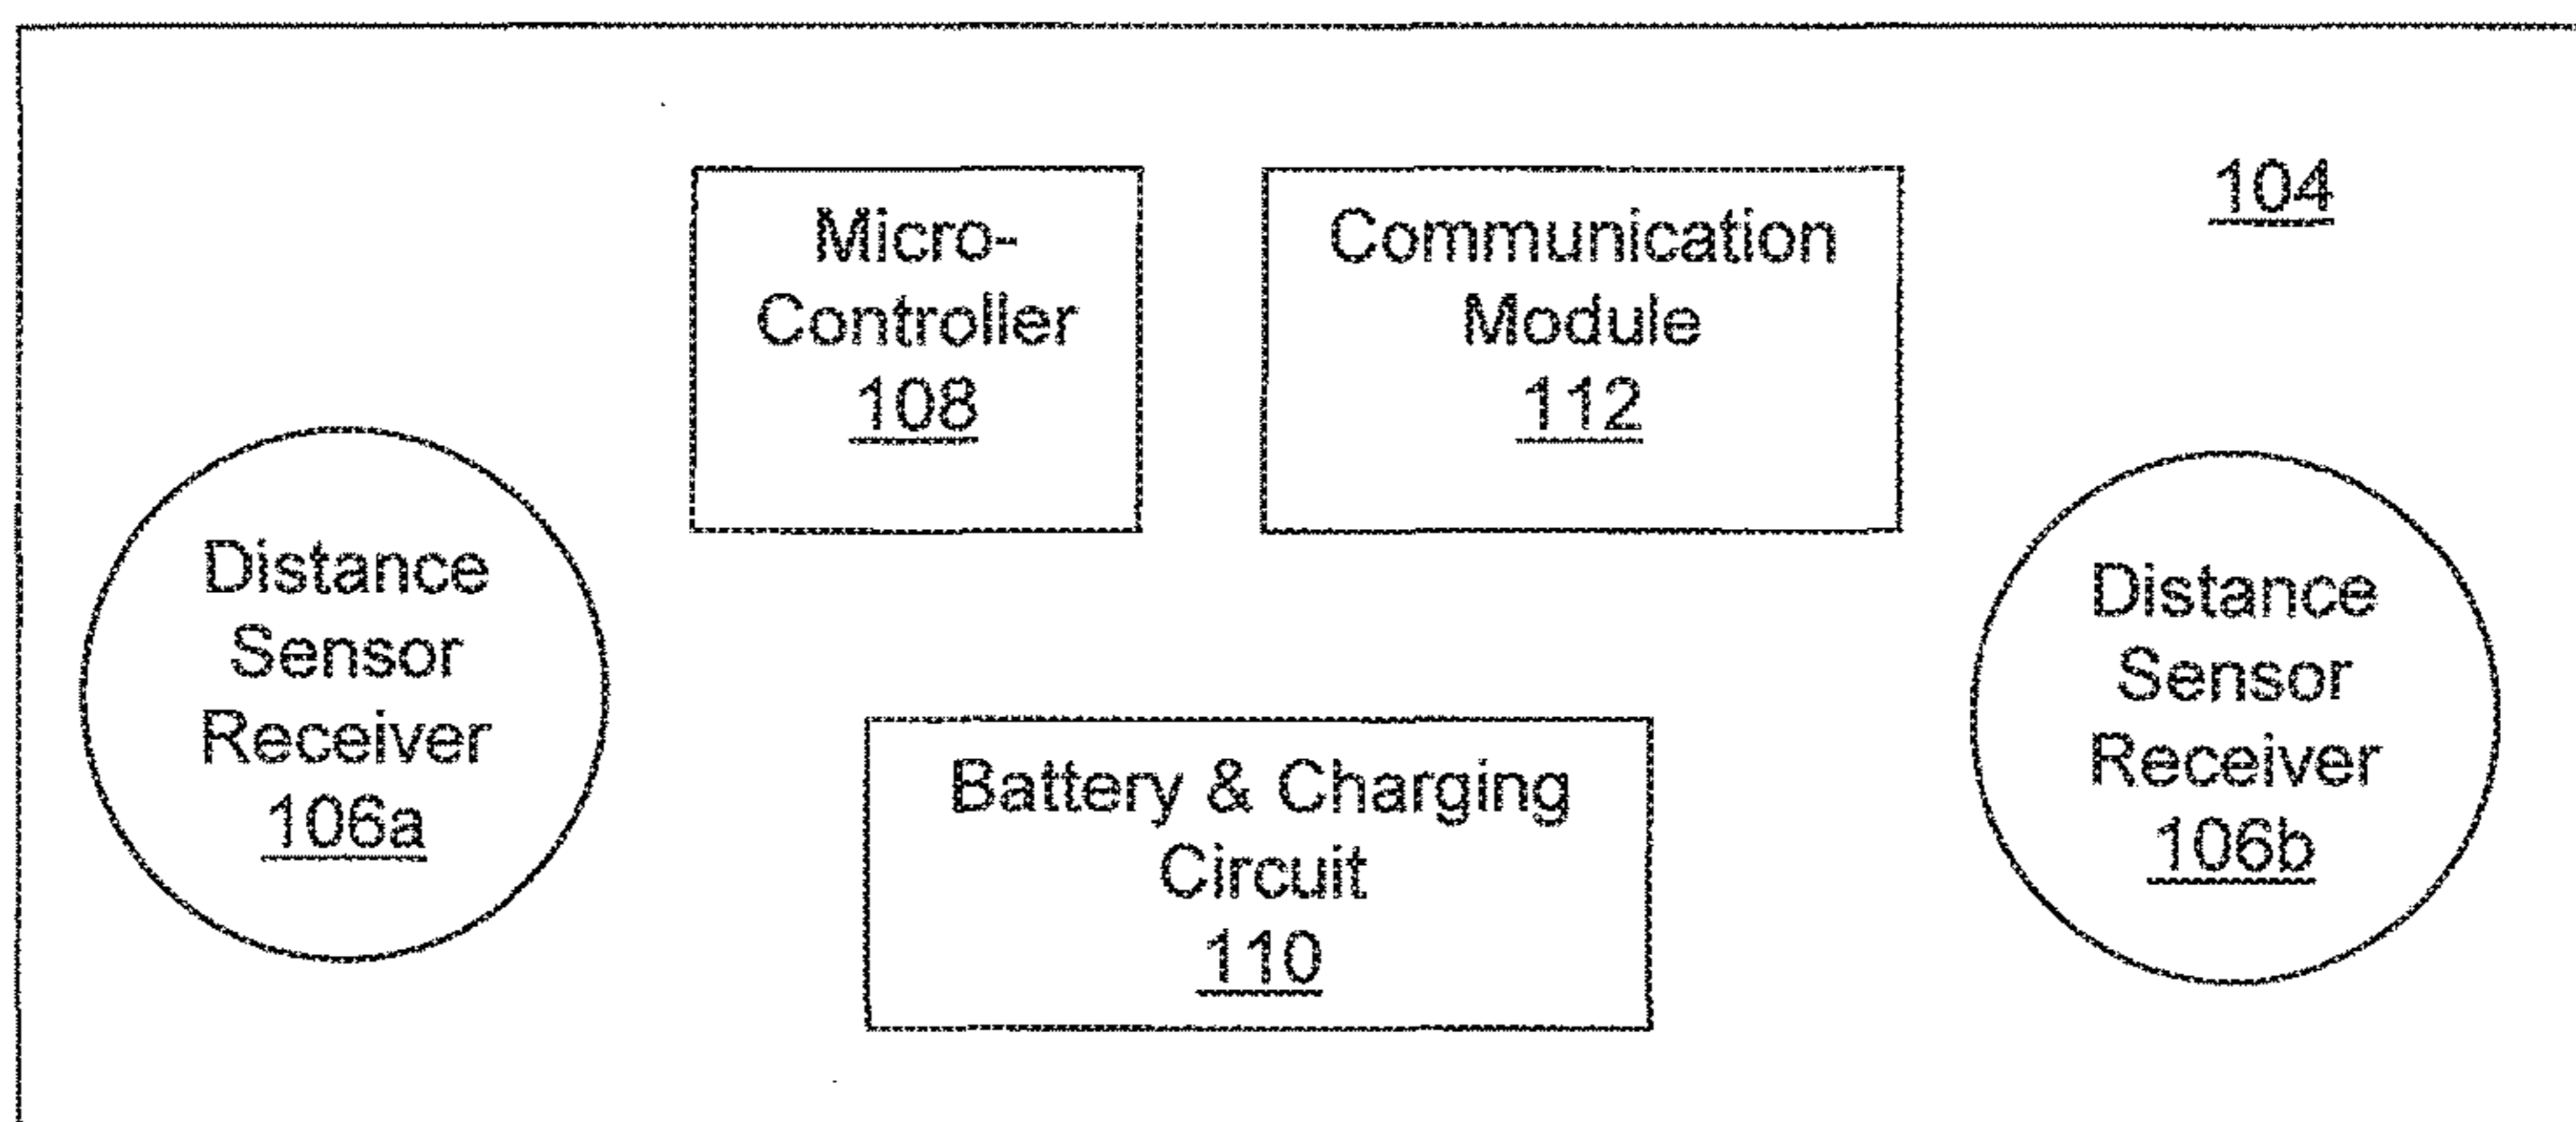 104
Micro-
Controller
108
Communication
Module
112
Distance
Sensor
Receiver
106a
Distance
Sensor
Receiver
106b
Battery & Charging
Circuit
110